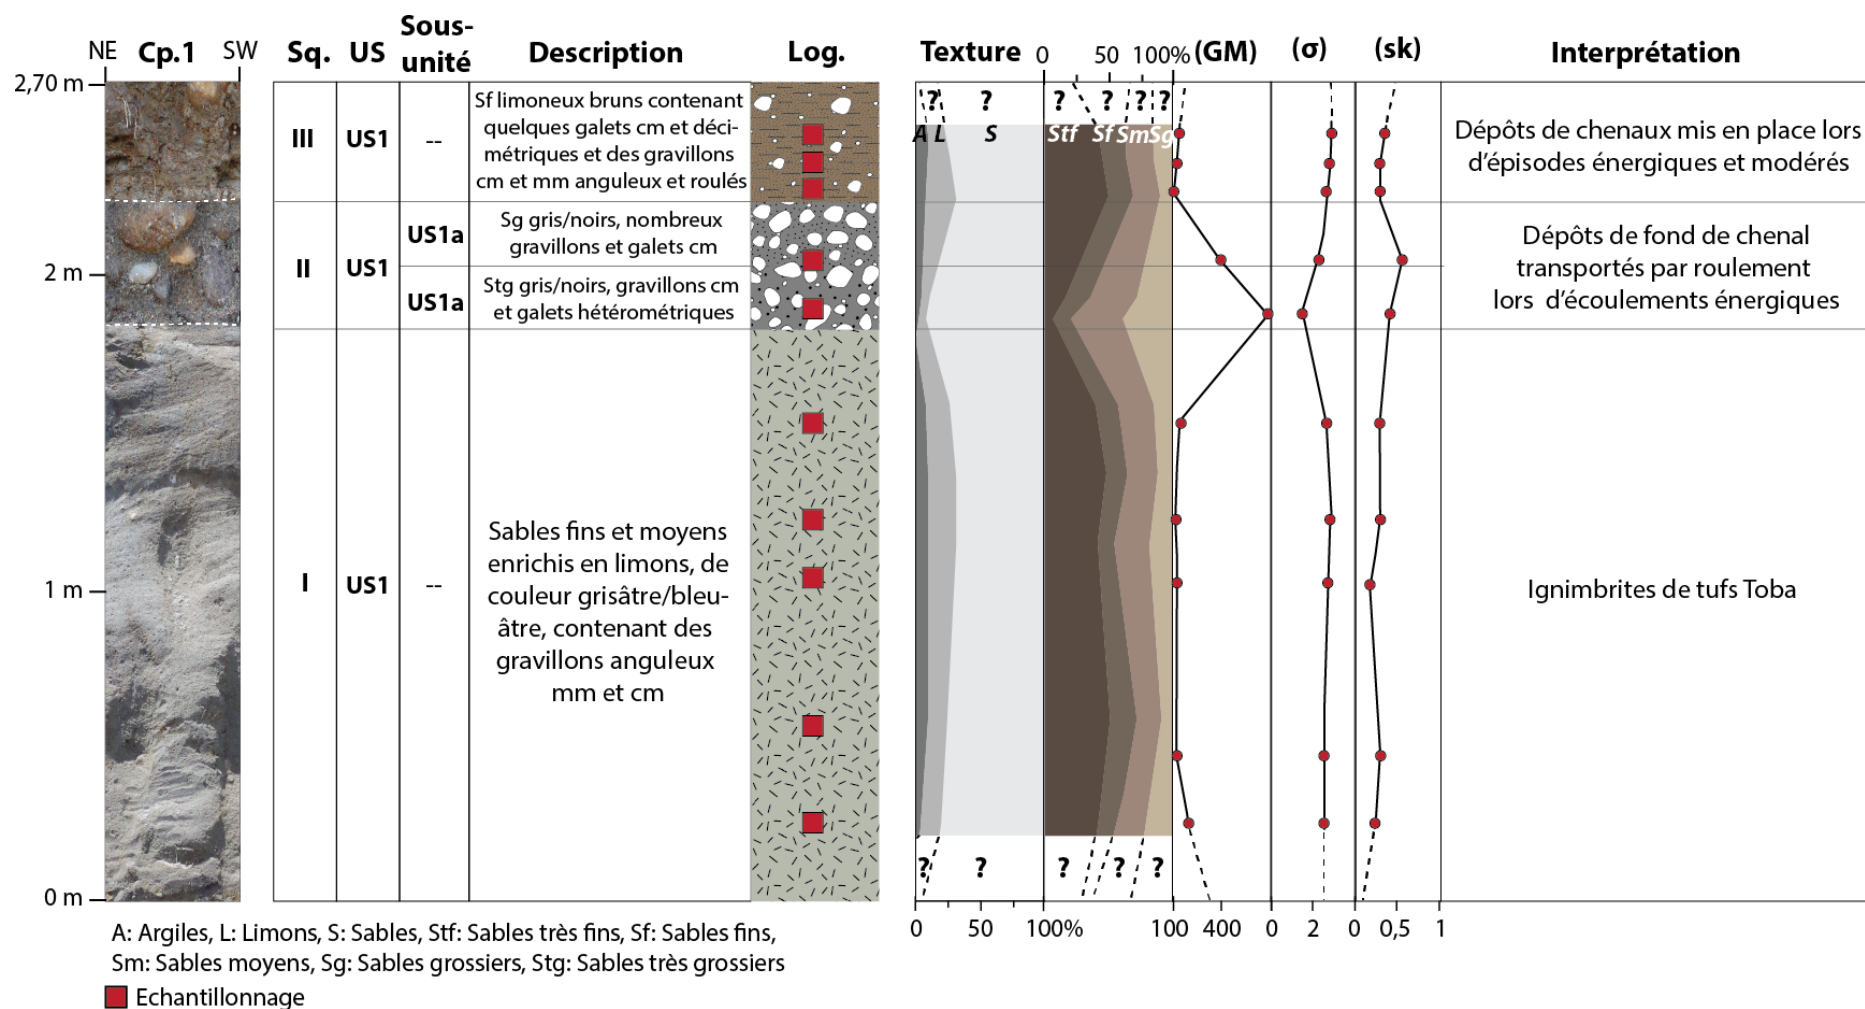 NE Cp.1 SW
Sq. US Sous-
unité Description Log. Texture 0 50 100% (GM) (σ) (sk) Interprétation
2,70 m
2 m
1 m
0 m
III US1 --
Sf limoneux bruns contenant
quelques galets cm et déci-
métriques et des gravillons
cm et mm anguleux et roulés
? ? ? ? ? ?
A L S Stf Sf Sm Sg
Dépôts de chenaux mis en place lors
d'épisodes énergiques et modérés
II US1
US1a
Sg gris/noirs, nombreux
gravillons et galets cm
US1a
Stg gris/noirs, gravillons cm
et galets hétérométriques
Dépôts de fond de chenal
transportés par roulement
lors d'écoulements énergiques
I US1 --
Sables fins et moyens
enrichis en limons, de
couleur grisâtre/bleu-
âtre, contenant des
gravillons anguleux
mm et cm
Ignimbrites de tufs Toba
? ? ? ? ?
0 50 100% 100 400 0 2 0 0,5 1
A: Argiles, L: Limons, S: Sables, Stf: Sables très fins, Sf: Sables fins,
Sm: Sables moyens, Sg: Sables grossiers, Stg: Sables très grossiers
Echantillonnage